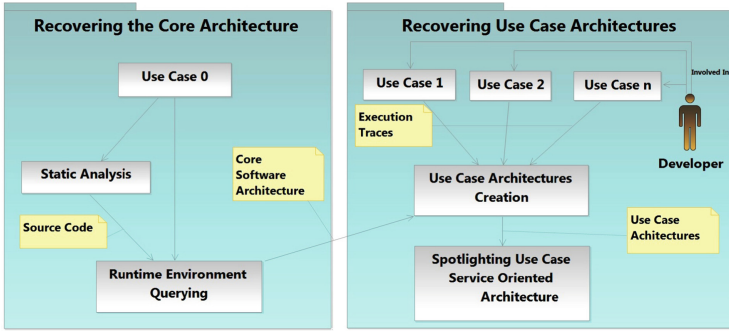 Recovering the Core Architecture
Use Case 0
Static Analysis
Source Code
Core
Software
Architecture
Runtime Environment
Querying
Recovering Use Case Architectures
Involved In
Use Case 1
Use Case 2
Use Case n
Execution
Traces
Developer
Use Case Architectures
Creation
Use Case
Achitectures
Spotlighting Use Case
Service Oriented
Architecture